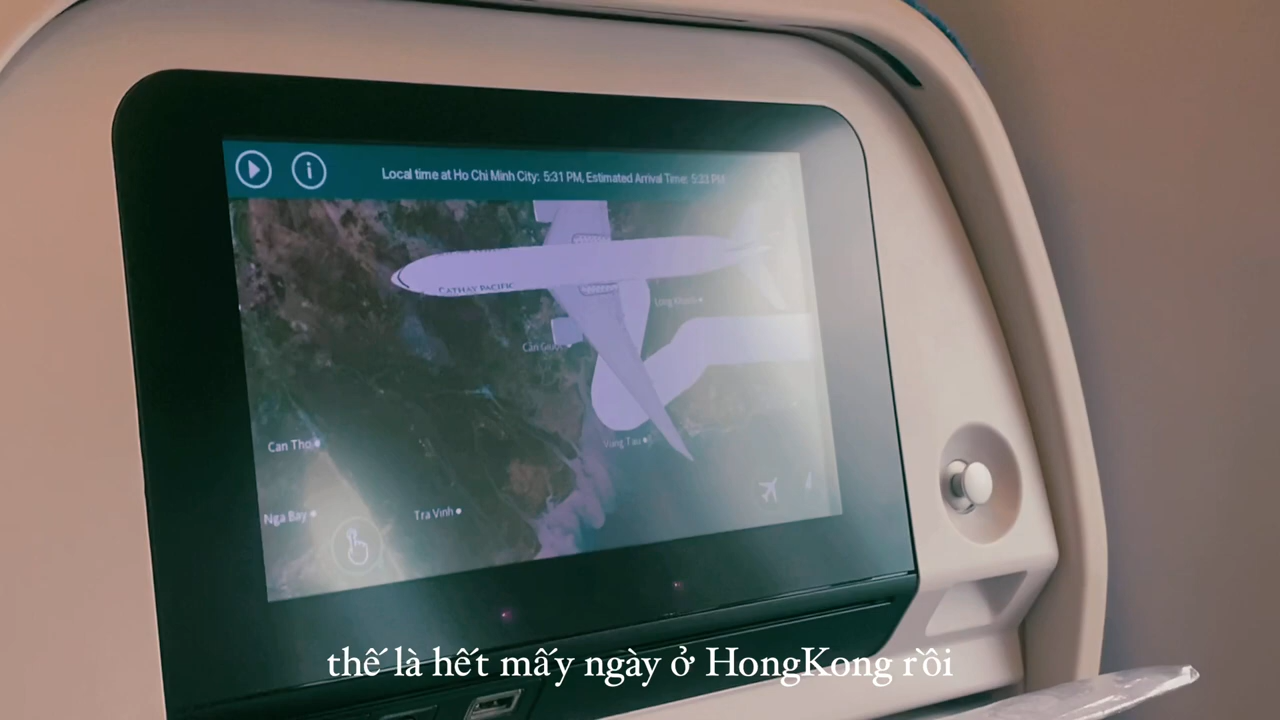 Local time at Ho Chi Minh City: 5:31 PM, Estimated Arrival Time: 5:33 PM
CATHAY PACIFIC
Long Khanh
Can Giuoc
Vung Tau
Can Tho
Nga Bay
Tra Vinh
thế là hết mấy ngày ở HongKong rồi